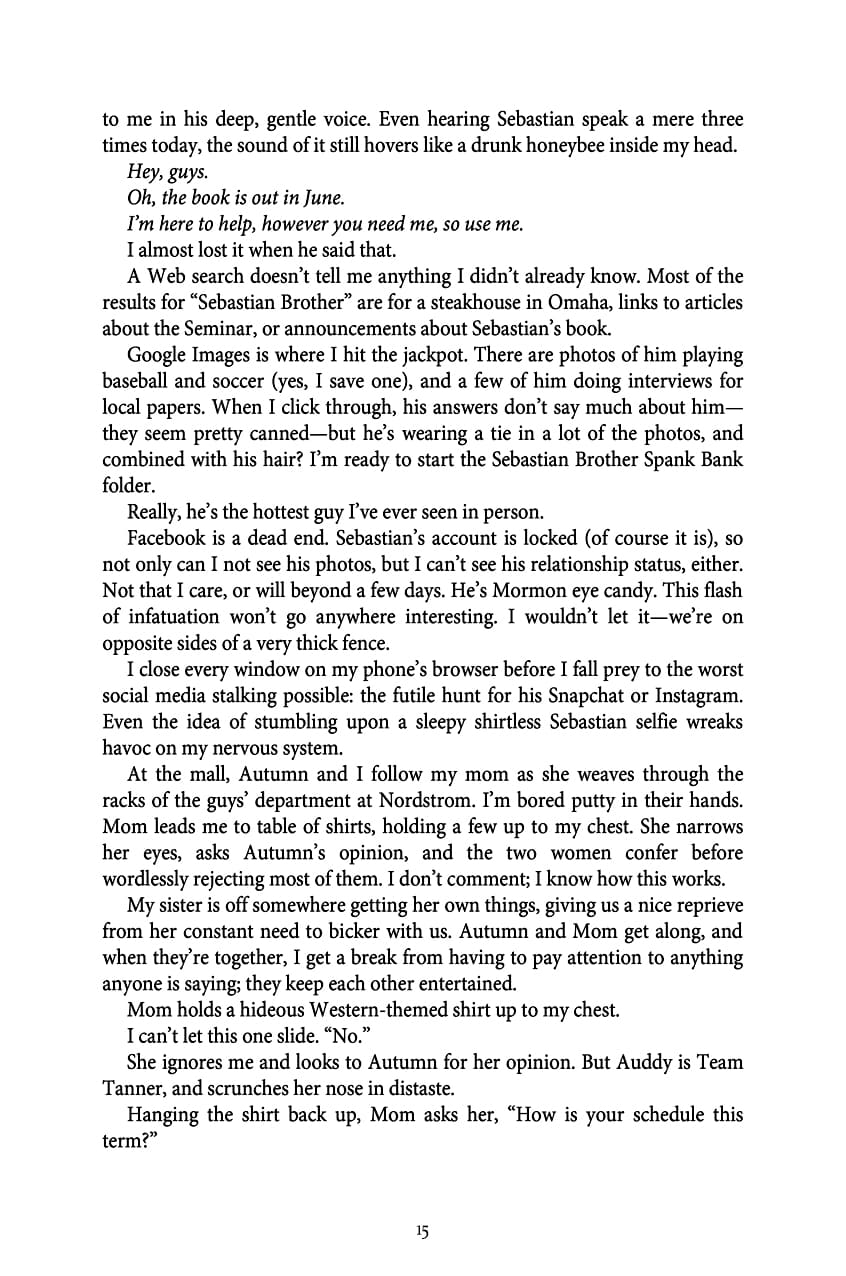 to me in his deep, gentle voice. Even hearing Sebastian speak a mere three
times today, the sound of it still hovers like a drunk honeybee inside my head.
Hey, guys.
Oh, the book is out in June.
I’m here to help, however you need me, so use me.
I almost lost it when he said that.
A Web search doesn’t tell me anything I didn’t already know. Most of the
results for “Sebastian Brother” are for a steakhouse in Omaha, links to articles
about the Seminar, or announcements about Sebastian’s book.
Google Images is where I hit the jackpot. There are photos of him playing
baseball and soccer (yes, I save one), and a few of him doing interviews for
local papers. When I click through, his answers don’t say much about him—
they seem pretty canned—but he’s wearing a tie in a lot of the photos, and
combined with his hair? I’m ready to start the Sebastian Brother Spank Bank
folder.
Really, he’s the hottest guy I’ve ever seen in person.
Facebook is a dead end. Sebastian’s account is locked (of course it is), so
not only can I not see his photos, but I can’t see his relationship status, either.
Not that I care, or will beyond a few days. He’s Mormon eye candy. This flash
of infatuation won’t go anywhere interesting. I wouldn’t let it—we’re on
opposite sides of a very thick fence.
I close every window on my phone’s browser before I fall prey to the worst
social media stalking possible: the futile hunt for his Snapchat or Instagram.
Even the idea of stumbling upon a sleepy shirtless Sebastian selfie wreaks
havoc on my nervous system.
At the mall, Autumn and I follow my mom as she weaves through the
racks of the guys’ department at Nordstrom. I’m bored putty in their hands.
Mom leads me to table of shirts, holding a few up to my chest. She narrows
her eyes, asks Autumn’s opinion, and the two women confer before
wordlessly rejecting most of them. I don’t comment; I know how this works.
My sister is off somewhere getting her own things, giving us a nice reprieve
from her constant need to bicker with us. Autumn and Mom get along, and
when they’re together, I get a break from having to pay attention to anything
anyone is saying; they keep each other entertained.
Mom holds a hideous Western-themed shirt up to my chest.
I can’t let this one slide. “No.”
She ignores me and looks to Autumn for her opinion. But Auddy is Team
Tanner, and scrunches her nose in distaste.
Hanging the shirt back up, Mom asks her, “How is your schedule this
term?”
15